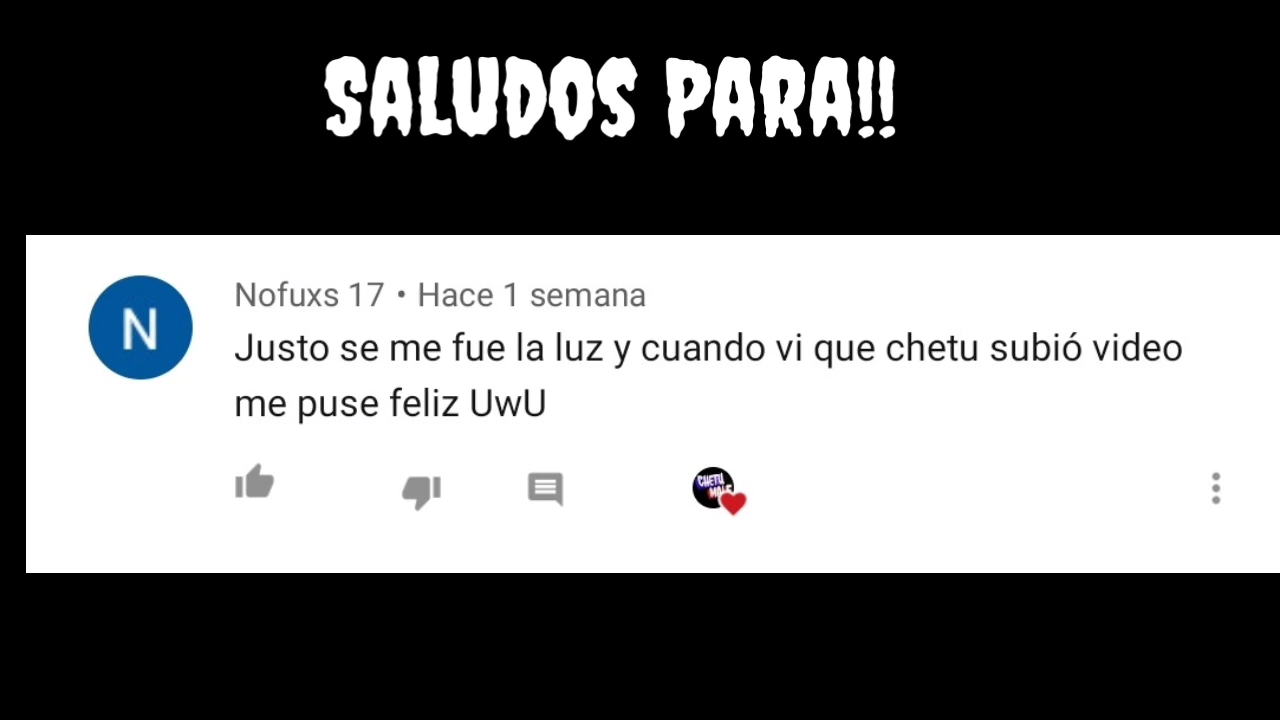 SALUDOS PARA!!
Nofuxs 17 • Hace 1 semana
N
Justo se me fue la luz y cuando vi que chetu subió video
me puse feliz UwU
CHETU